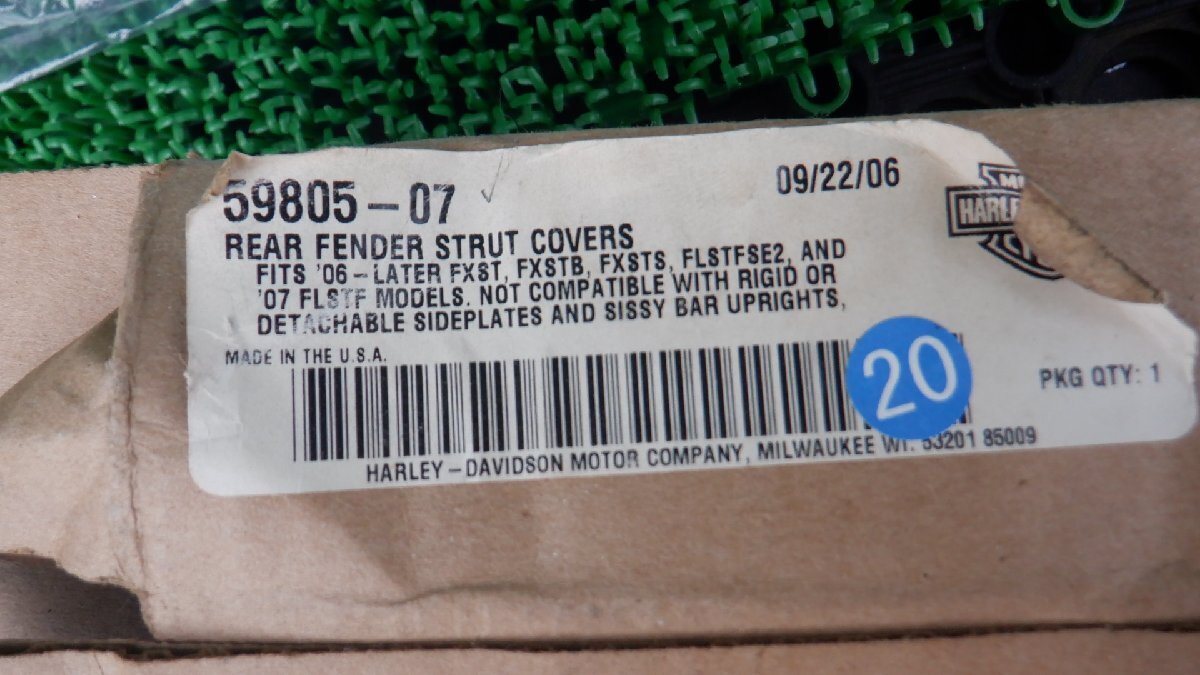 59805-07
09/22/06
REAR FENDER STRUT COVERS
FITS '06-LATER FXST, FXSTB, FXSTS, FLSTFSE2, AND
'07 FLSTF MODELS. NOT COMPATIBLE WITH RIGID OR
DETACHABLE SIDEPLATES AND SISSY BAR UPRIGHTS.
MADE IN THE U.S.A.
20
PKG QTY: 1
HARLEY-DAVIDSON MOTOR COMPANY, MILWAUKEE WI. 53201 85009